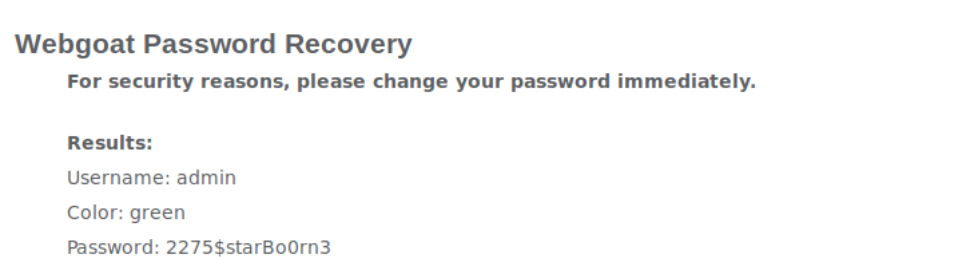 Webgoat Password Recovery
For security reasons, please change your password immediately.
Results:
Username: admin
Color: green
Password: 2275$starBo0rn3